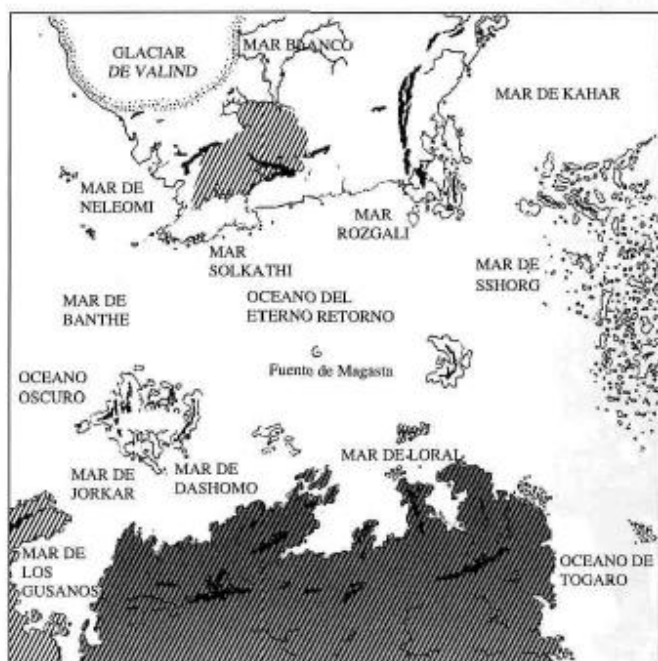 GLACIAR
DE VALIND
MAR BLANCO
MAR DE KAHAR
MAR DE
NELEOMI
MAR
ROZGALI
MAR
SOLKATHI
MAR DE
SSHORG
MAR DE
BANTHE
OCEANO DEL
ETERNO RETORNO
Fuente de Magasta
OCEANO
OSCURO
MAR DE LORAL
MAR DE
JORKAR
MAR DE
DASHOMO
MAR DE
LOS
GUSANOS
OCEANO DE
TOGARO